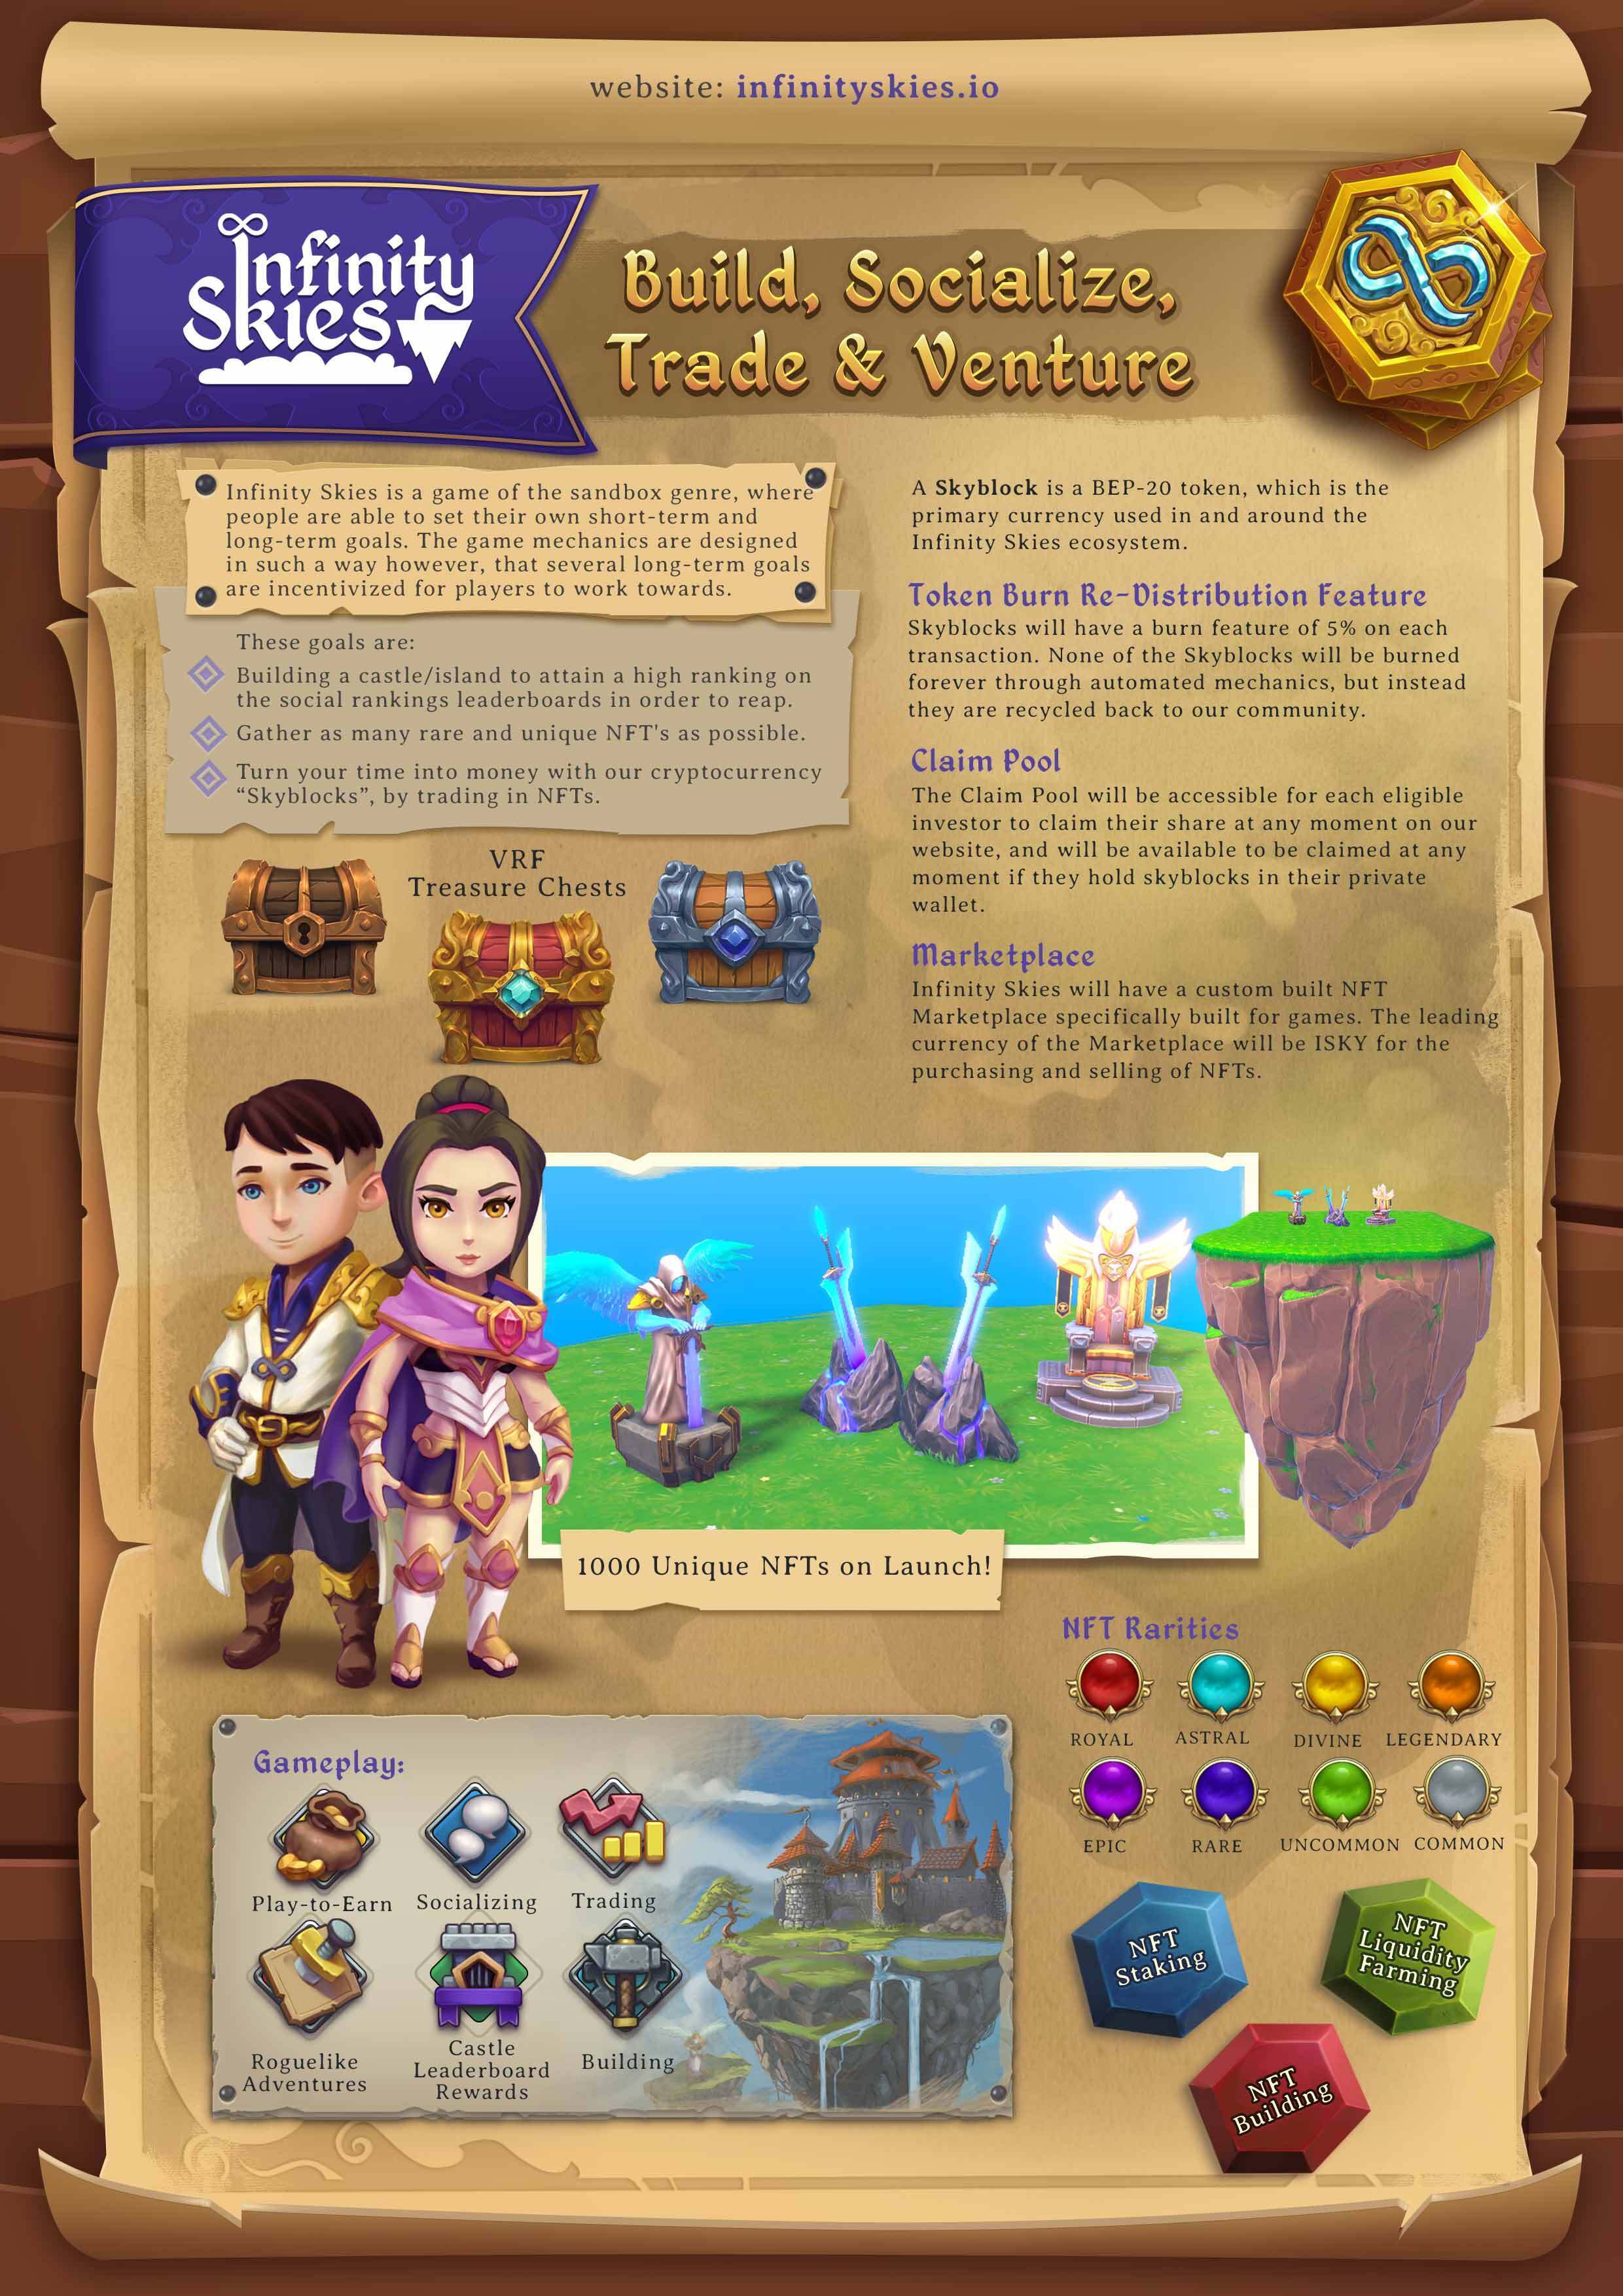 website: infinityskies.io
Infinity
Skies
Build, Socialize,
Trade & Venture
Infinity Skies is a game of the sandbox genre, where
people are able to set their own short-term and
long-term goals. The game mechanics are designed
in such a way however, that several long-term goals
are incentivized for players to work towards.
These goals are:
Building a castle/island to attain a high ranking on
the social rankings leaderboards in order to reap.
Gather as many rare and unique NFT's as possible.
Turn your time into money with our cryptocurrency
“Skyblocks”, by trading in NFTs.
VRF
Treasure Chests
A Skyblock is a BEP-20 token, which is the
primary currency used in and around the
Infinity Skies ecosystem.
Token Burn Re-Distribution Feature
Skyblocks will have a burn feature of 5% on each
transaction. None of the Skyblocks will be burned
forever through automated mechanics, but instead
they are recycled back to our community.
Claim Pool
The Claim Pool will be accessible for each eligible
investor to claim their share at any moment on our
website, and will be available to be claimed at any
moment if they hold skyblocks in their private
wallet.
Marketplace
Infinity Skies will have a custom built NFT
Marketplace specifically built for games. The leading
currency of the Marketplace will be ISKY for the
purchasing and selling of NFTs.
1000 Unique NFTs on Launch!
NFT Rarities
ROYAL
ASTRAL
DIVINE
LEGENDARY
EPIC
RARE
UNCOMMON
COMMON
Gameplay:
Play-to-Earn
Socializing
Trading
Roguelike
Adventures
Castle
Leaderboard
Rewards
Building
NFT
Staking
NFT
Liquidity
Farming
NFT
Building